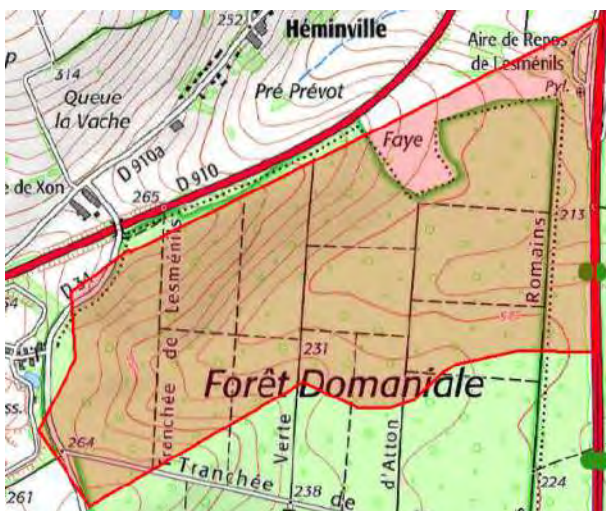 252
Héminville
Aire de Repos
de Lesménils
314
Queue
la Vache
Pré Prévot
Pyl.
Faye
D 910a
D 910
e de Xon
265
213
D 34
Tranchée de Lesménils
Romains
231
Forêt Domaniale
Verte
d'Atton
264
Tranchée de
261
238
224